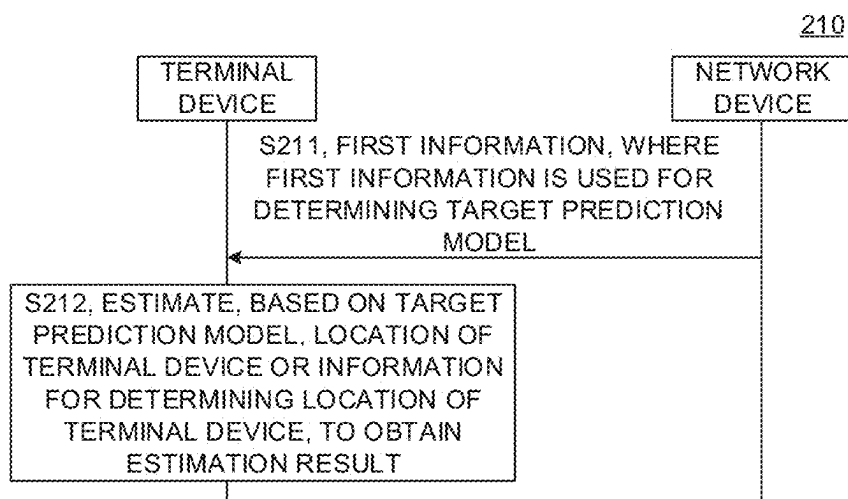 210
TERMINAL
DEVICE
NETWORK
DEVICE
S211, FIRST INFORMATION, WHERE
FIRST INFORMATION IS USED FOR
DETERMINING TARGET PREDICTION
MODEL
S212, ESTIMATE, BASED ON TARGET
PREDICTION MODEL, LOCATION OF
TERMINAL DEVICE OR INFORMATION
FOR DETERMINING LOCATION OF
TERMINAL DEVICE, TO OBTAIN
ESTIMATION RESULT